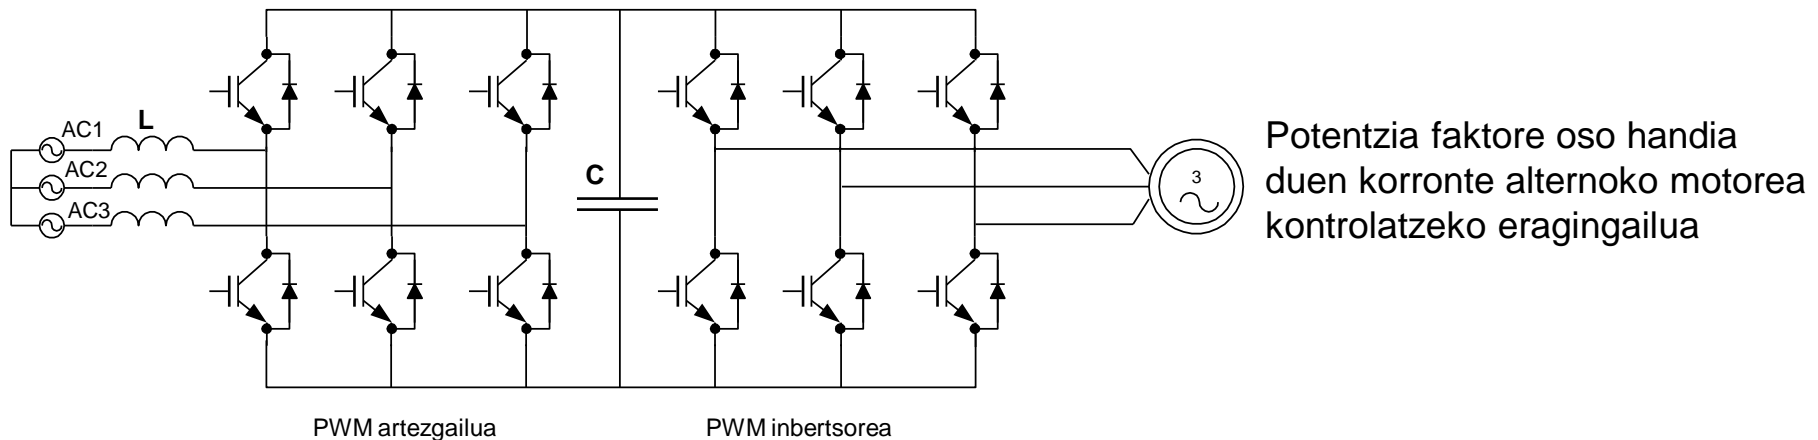 AC1
L
AC2
AC3
C
3
Potentzia faktore oso handia
duen korronte alternoko motorea
kontrolatzeko eragingailua
PWM artezgailua
PWM inbertsorea